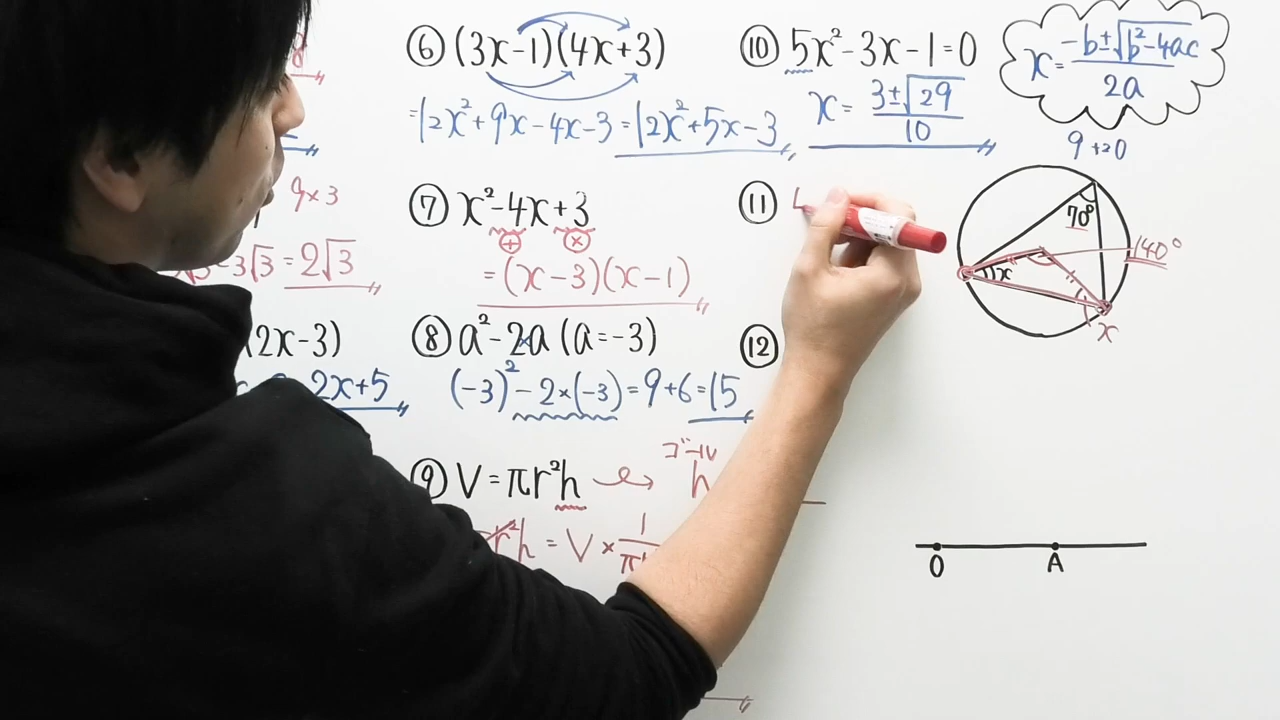 ⑥ (3x-1)(4x+3)
=12x²+9x-4x-3=12x²+5x-3
⑦ x²-4x+3
⊕ ⊗
=(x-3)(x-1)
⑧ a²-2a (a=-3)
(-3)²-2×(-3)=9+6=15
⑨ V=πr²h → h
ゴール
r²h = V × 1/π
9×3
-3√3=2√3
(2x-3)
2x+5
⑩ 5x²-3x-1=0
x= 3±√29 / 10
x= -b±√b²-4ac / 2a
9+20
⑪
70°
140°
x
x
⑫
O A